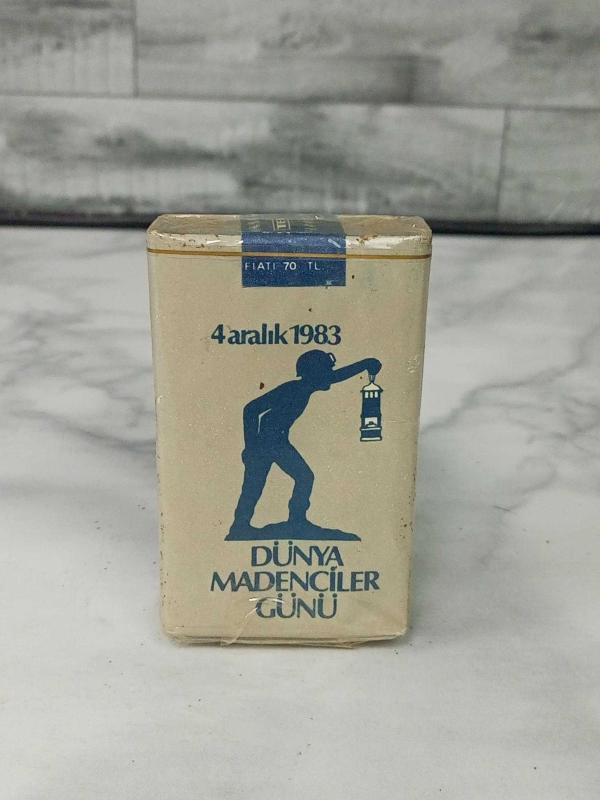 FIATI 70 TL.
4 aralık 1983
DÜNYA
MADENCİLER
GÜNÜ